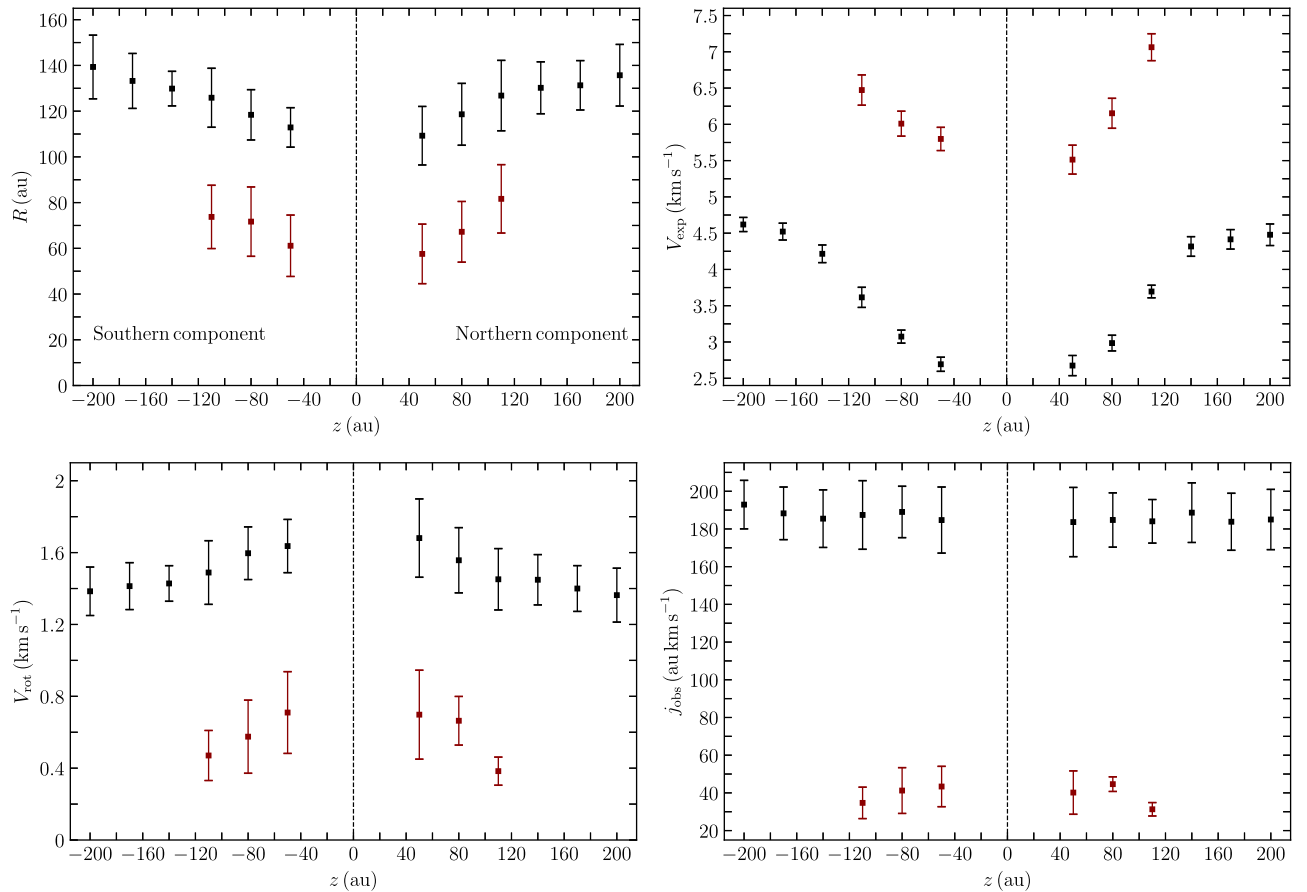 160
140
120
100
80
60
40
20
0
R (au)
Southern component
Northern component
−200 −160 −120 −80 −40 0 40 80 120 160 200
z (au)
7.5
7
6.5
6
5.5
5
4.5
4
3.5
3
2.5
V_exp (km s⁻¹)
−200 −160 −120 −80 −40 0 40 80 120 160 200
z (au)
2
1.6
1.2
0.8
0.4
0
V_rot (km s⁻¹)
−200 −160 −120 −80 −40 0 40 80 120 160 200
z (au)
200
180
160
140
120
100
80
60
40
20
j_obs (au km s⁻¹)
−200 −160 −120 −80 −40 0 40 80 120 160 200
z (au)